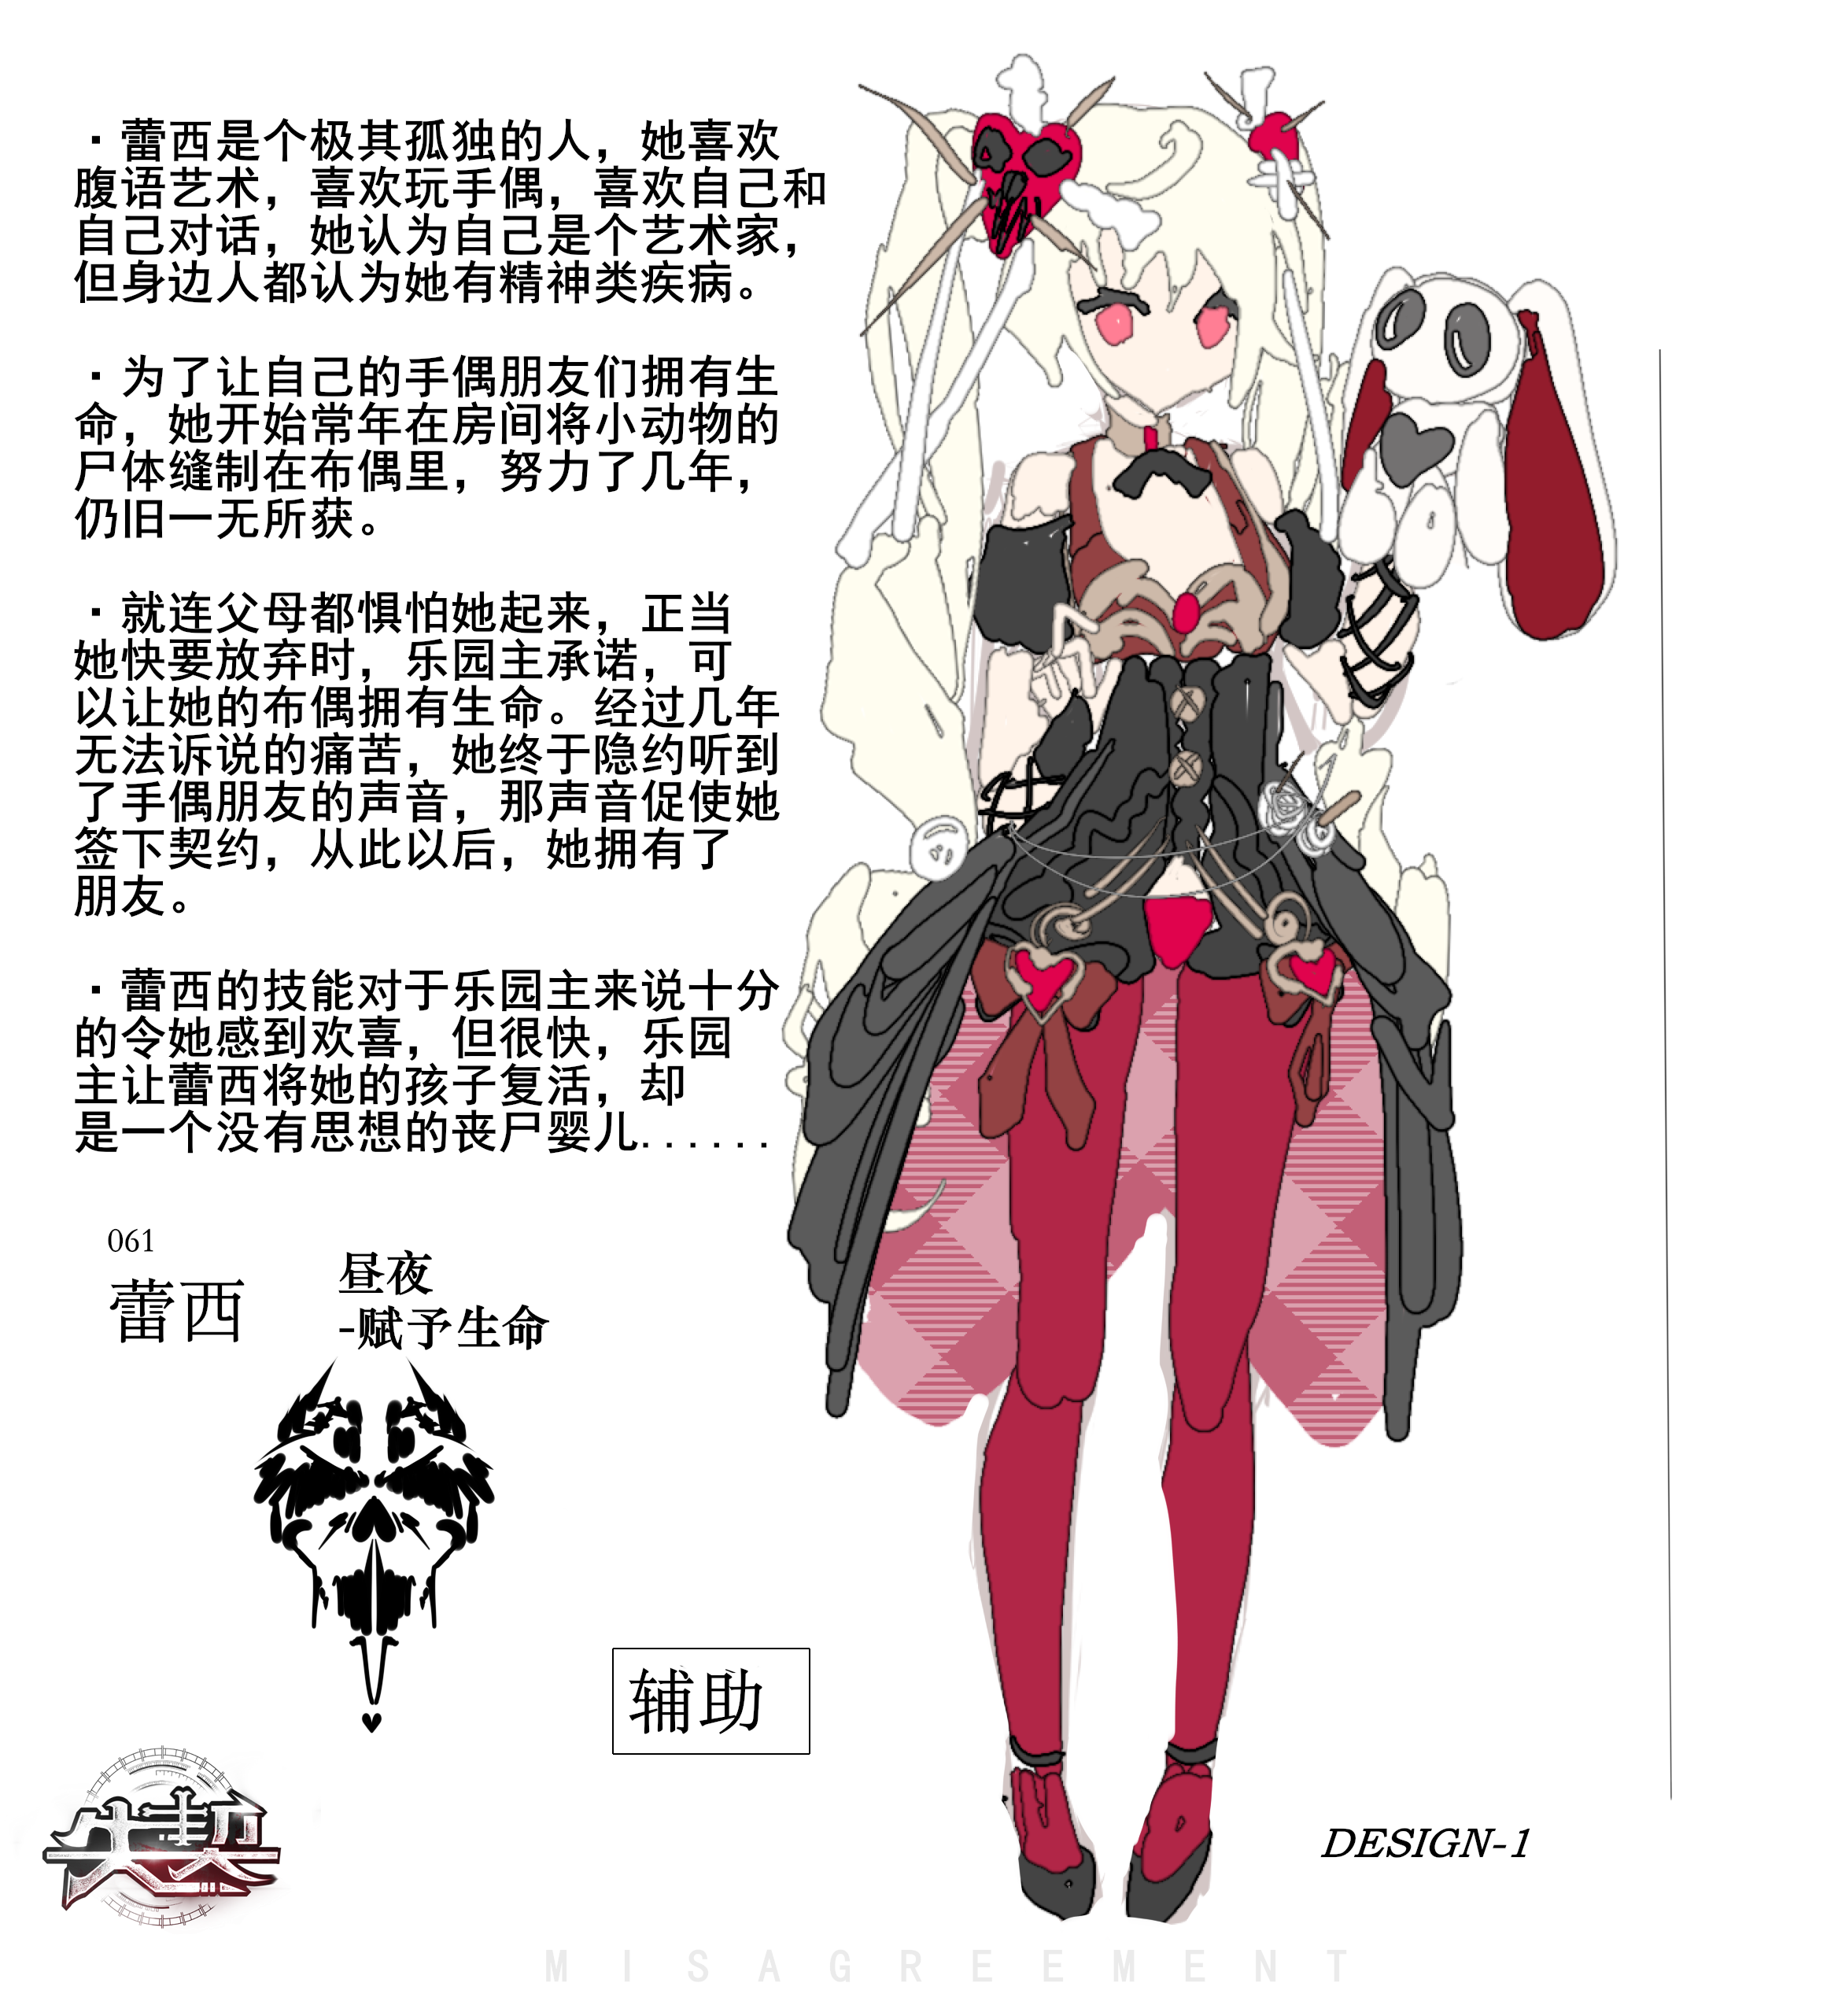 ·蕾西是个极其孤独的人，她喜欢
腹语艺术，喜欢玩手偶，喜欢自己和
自己对话，她认为自己是个艺术家，
但身边人都认为她有精神类疾病。
·为了让自己的手偶朋友们拥有生
命，她开始常年在房间将小动物的
尸体缝制在布偶里，努力了几年，
仍旧一无所获。
·就连父母都惧怕她起来，正当
她快要放弃时，乐园主承诺，可
以让她的布偶拥有生命。经过几年
无法诉说的痛苦，她终于隐约听到
了手偶朋友的声音，那声音促使她
签下契约，从此以后，她拥有了
朋友。
·蕾西的技能对于乐园主来说十分
的令她感到欢喜，但很快，乐园
主让蕾西将她的孩子复活，却
是一个没有思想的丧尸婴儿......
061
蕾西
昼夜
-赋予生命
辅助
失契
DESIGN-1
MISAGREEMENT